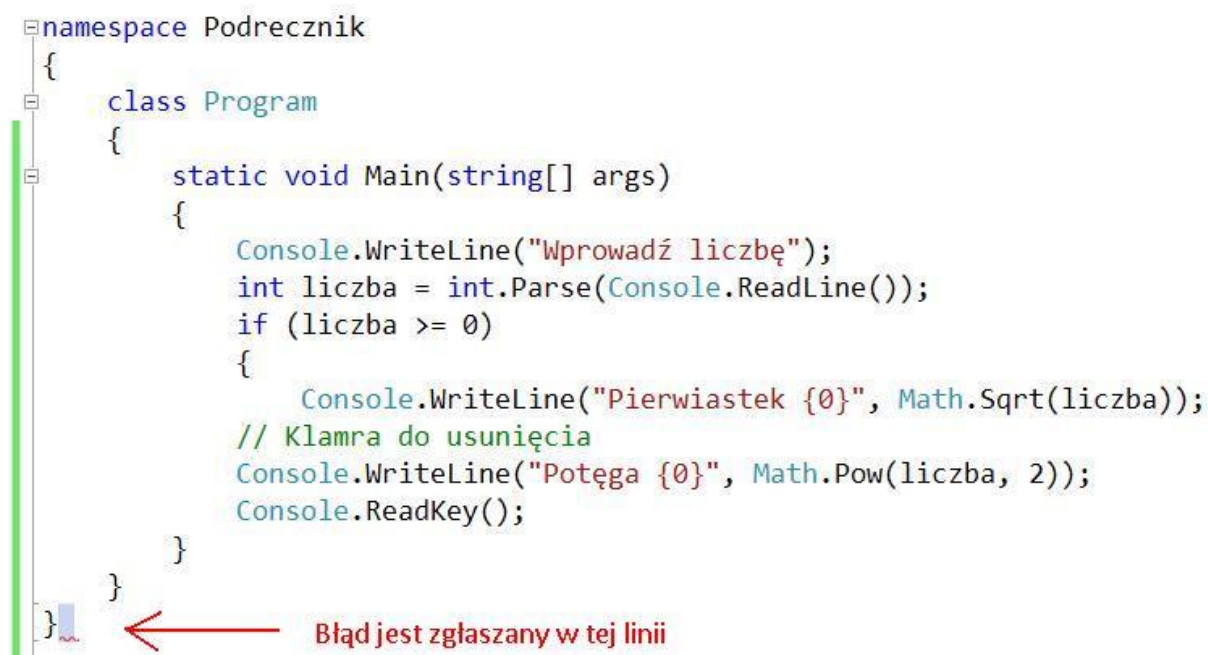 namespace Podrecznik
{
class Program
{
static void Main(string[] args)
{
Console.WriteLine("Wprowadź liczbę");
int liczba = int.Parse(Console.ReadLine());
if (liczba >= 0)
{
Console.WriteLine("Pierwiastek {0}", Math.Sqrt(liczba));
// Klamra do usunięcia
Console.WriteLine("Potęga {0}", Math.Pow(liczba, 2));
Console.ReadKey();
}
}
}
Błąd jest zgłaszany w tej linii